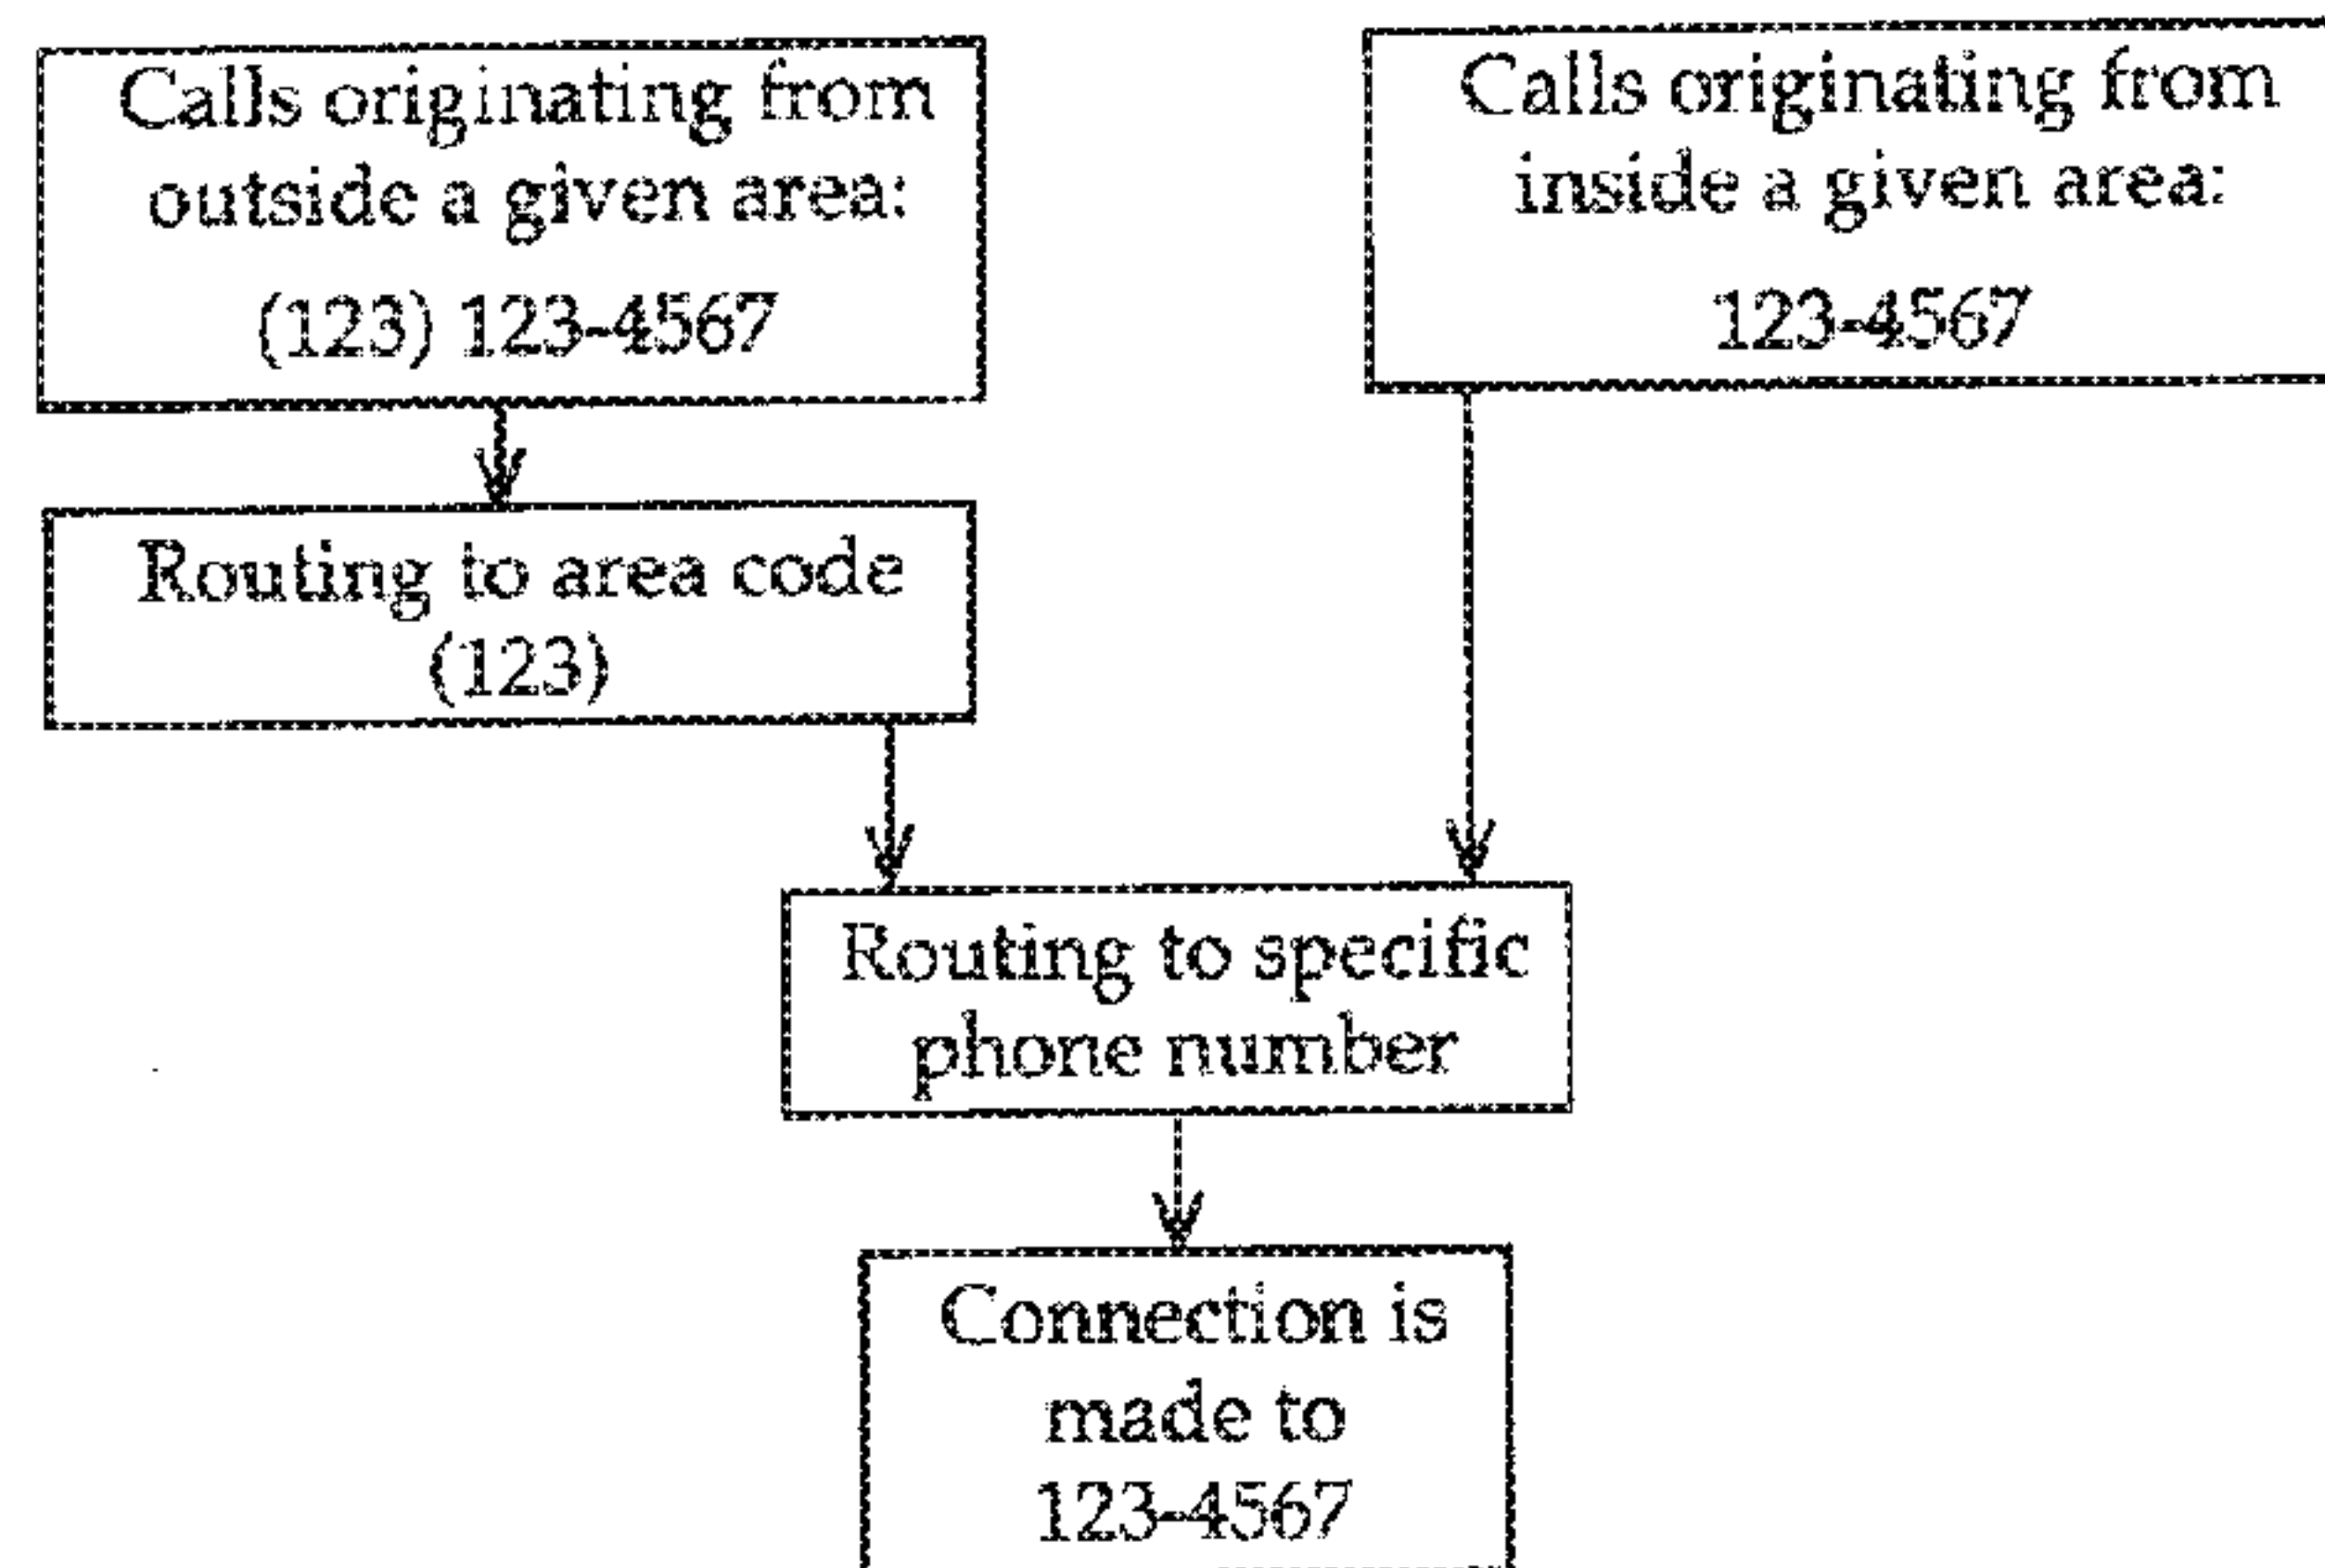 Calls originating from
outside a given area:
(123) 123-4567
Calls originating from
inside a given area:
123-4567
Routing to area code
(123)
Routing to specific
phone number
Connection is
made to
123-4567